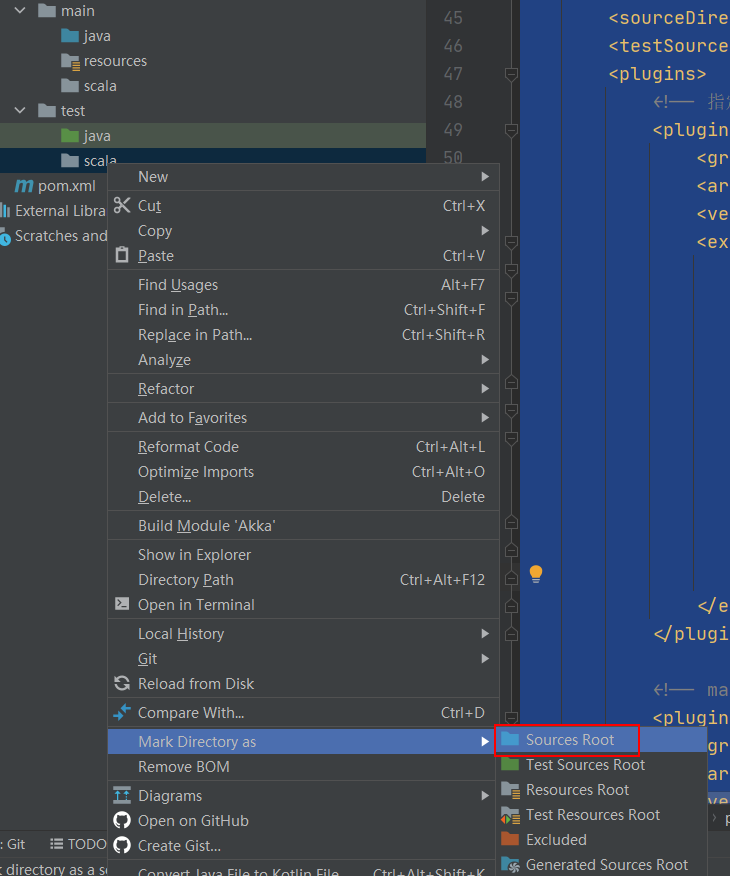 main
java
resources
scala
test
java
scala
pom.xml
External Libra
Scratches and
New
Cut Ctrl+X
Copy
Paste Ctrl+V
Find Usages Alt+F7
Find in Path... Ctrl+Shift+F
Replace in Path... Ctrl+Shift+R
Analyze
Refactor
Add to Favorites
Reformat Code Ctrl+Alt+L
Optimize Imports Ctrl+Alt+O
Delete... Delete
Build Module 'Akka'
Show in Explorer
Directory Path Ctrl+Alt+F12
Open in Terminal
Local History
Git
Reload from Disk
Compare With... Ctrl+D
Mark Directory as
Remove BOM
Diagrams
Open on GitHub
Create Gist...
Convert Java File to Kotlin File Ctrl+Alt+Shift+K
Sources Root
Test Sources Root
Resources Root
Test Resources Root
Excluded
Generated Sources Root
: Git TODO
directory as a so
45 <sourceDire
46 <testSource
47 <plugins>
48 <!-- 指定
49 <plugin
50 <gr
<ar
<ve
<ex
</e
</plugi
<!-- ma
<plugin
gr
ar
ve
p